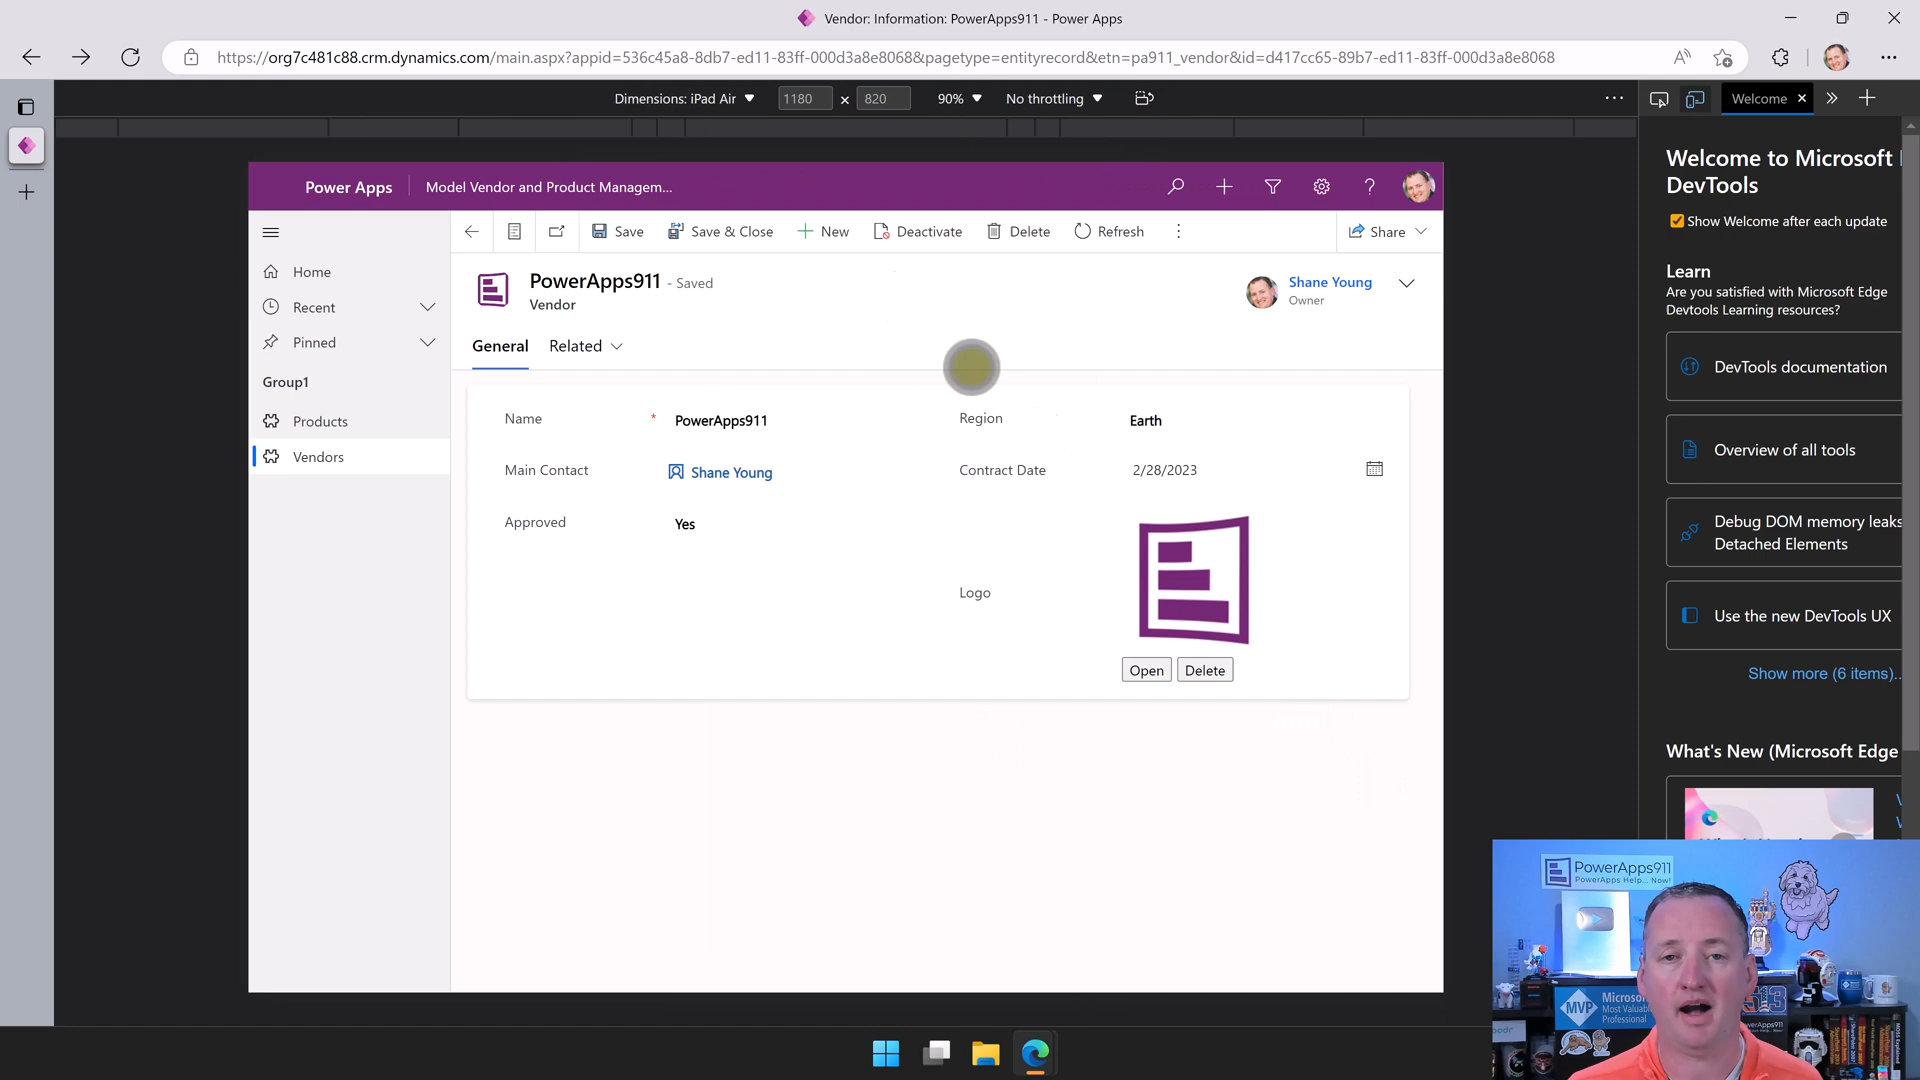 Vendor: Information: PowerApps911 - Power Apps
https://org7c481c88.crm.dynamics.com/main.aspx?appid=536c45a8-8db7-ed11-83ff-000d3a8e8068&pagetype=entityrecord&etn=pa911_vendor&id=d417cc65-89b7-ed11-83ff-000d3a8e8068
Dimensions: iPad Air
1180 x 820
90%
No throttling
Welcome
Power Apps
Model Vendor and Product Managem...
Save
Save & Close
New
Deactivate
Delete
Refresh
Share
Home
Recent
Pinned
Group1
Products
Vendors
PowerApps911 - Saved
Vendor
Shane Young
Owner
General
Related
Name * PowerApps911
Region Earth
Main Contact Shane Young
Contract Date 2/28/2023
Approved Yes
Logo
Open
Delete
Welcome to Microsoft
DevTools
Show Welcome after each update
Learn
Are you satisfied with Microsoft Edge
Devtools Learning resources?
DevTools documentation
Overview of all tools
Debug DOM memory leaks
Detached Elements
Use the new DevTools UX
Show more (6 items)..
What's New (Microsoft Edge
PowerApps911
PowerApps Help... Now!
MVP
Microsoft
Most Valuable
Professional